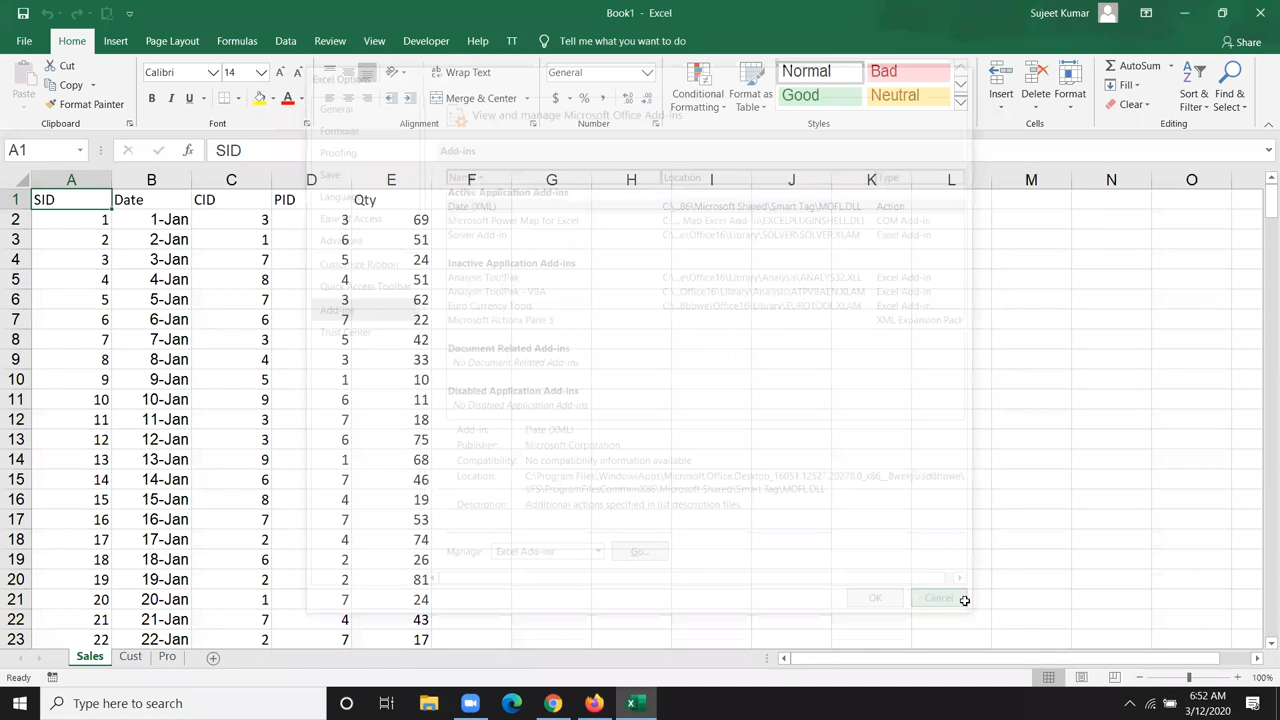 Book1 - Excel
Sujeet Kumar
File Home Insert Page Layout Formulas Data Review View Developer Help TT Tell me what you want to do Share
Paste Cut Copy Format Painter Clipboard
Calibri 14 B I U A Font
Wrap Text Merge & Center Alignment
General $ % , Number
Conditional Formatting Format as Table Normal Bad Good Neutral Styles
Insert Delete Format Cells
AutoSum Fill Clear Sort & Filter Find & Select Editing
A1 fx SID
Excel Options
General
Formulas
Proofing
Save
Language
Ease of Access
Advanced
Customize Ribbon
Quick Access Toolbar
Add-ins
Trust Center
View and manage Microsoft Office Add-ins
Add-ins
Name Location Type
Active Application Add-ins
Date (XML) C:\...86\Microsoft Shared\Smart Tag\MOFL.DLL Action
Microsoft Power Map for Excel C:\... Map Excel Add-in\EXCELPLUGINSHELL.DLL COM Add-in
Solver Add-in C:\...e\Office16\Library\SOLVER\SOLVER.XLAM Excel Add-in
Inactive Application Add-ins
Analysis ToolPak C:\...e\Office16\Library\Analysis\ANALYS32.XLL Excel Add-in
Analysis ToolPak - VBA C:\...e\Office16\Library\Analysis\ATPVBAEN.XLAM Excel Add-in
Euro Currency Tools C:\...8bbwe\Office16\Library\EUROTOOL.XLAM Excel Add-in
Microsoft Actions Pane 3 XML Expansion Pack
Document Related Add-ins
No Document Related Add-ins
Disabled Application Add-ins
No Disabled Application Add-ins
Add-in: Date (XML)
Publisher: Microsoft Corporation
Compatibility: No compatibility information available
Location:
Description: Additional actions specified in list description files.
Manage: Excel Add-ins Go...
OK Cancel
A B C D E F G H I J K L M N O
1 SID Date CID PID Qty
2 1 1-Jan 3 3 69
3 2 2-Jan 1 6 51
4 3 3-Jan 7 5 24
5 4 4-Jan 8 4 51
6 5 5-Jan 7 3 62
7 6 6-Jan 6 7 22
8 7 7-Jan 3 5 42
9 8 8-Jan 4 3 33
10 9 9-Jan 5 1 10
11 10 10-Jan 9 6 11
12 11 11-Jan 3 7 18
13 12 12-Jan 3 6 75
14 13 13-Jan 9 1 68
15 14 14-Jan 6 7 46
16 15 15-Jan 8 4 19
17 16 16-Jan 7 7 53
18 17 17-Jan 2 4 74
19 18 18-Jan 6 2 26
20 19 19-Jan 2 2 81
21 20 20-Jan 1 7 24
22 21 21-Jan 7 4 43
23 22 22-Jan 2 7 17
Sales Cust Pro
Ready 100%
Type here to search
6:52 AM
3/12/2020